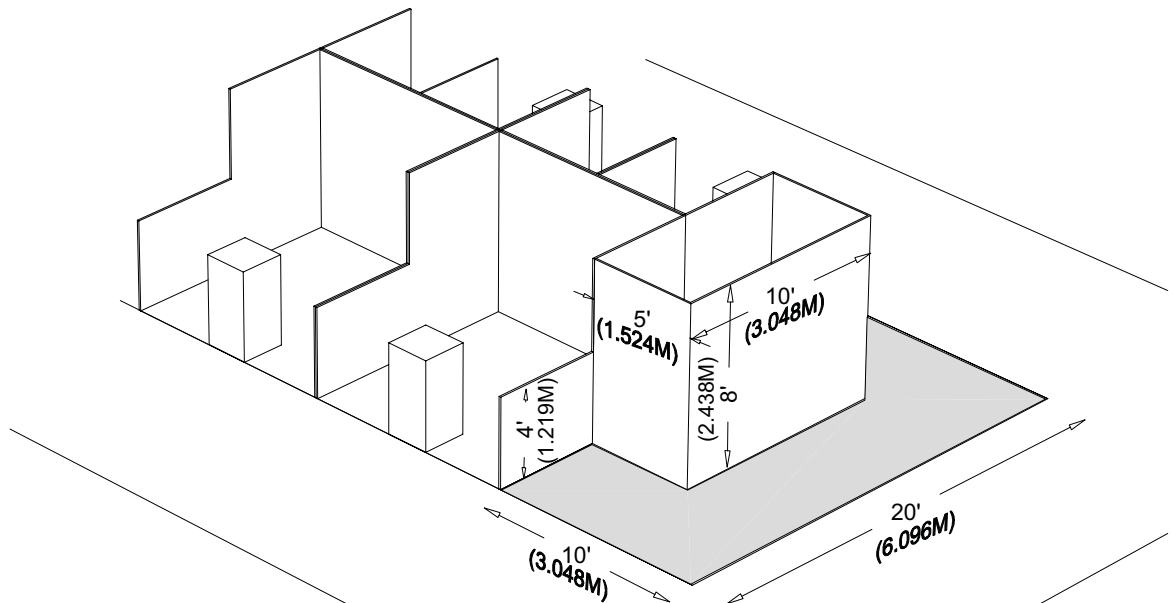 10'
(3.048M)
5'
(1.524M)
(2.438M)
8'
4'
(1.219M)
20'
(6.096M)
10'
(3.048M)